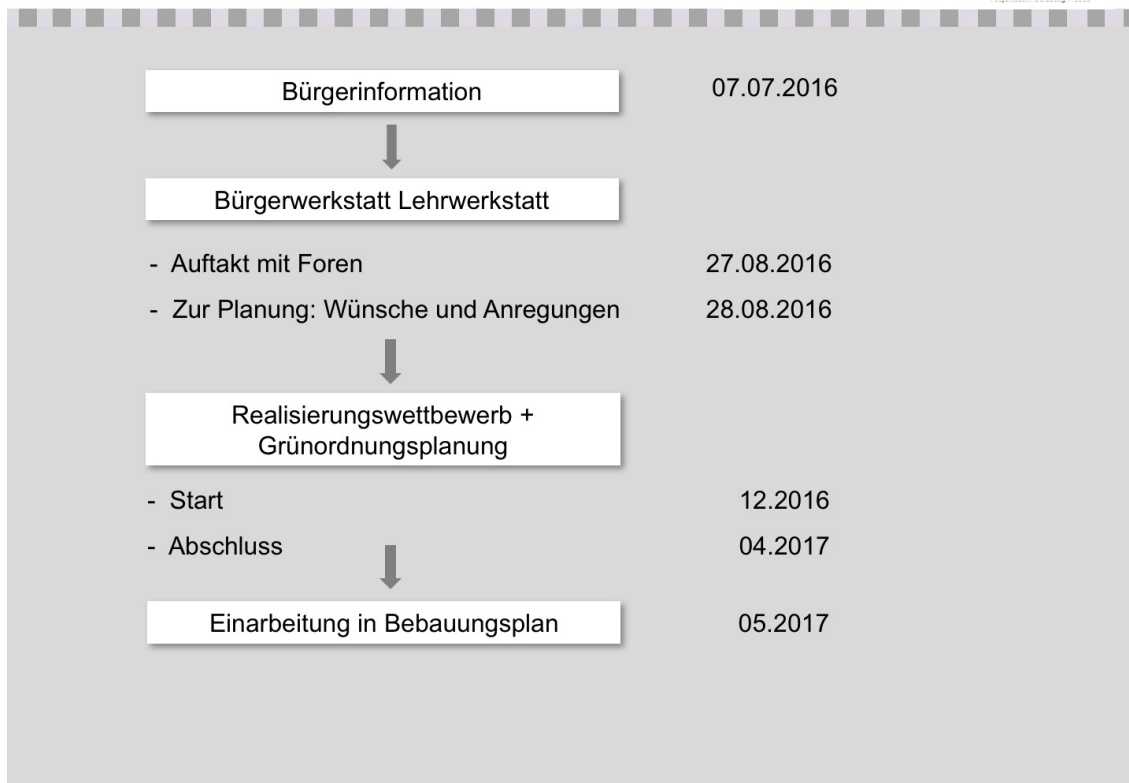 Bürgerinformation 07.07.2016
Bürgerwerkstatt Lehrwerkstatt
- Auftakt mit Foren 27.08.2016
- Zur Planung: Wünsche und Anregungen 28.08.2016
Realisierungswettbewerb +
Grünordnungsplanung
- Start 12.2016
- Abschluss 04.2017
Einarbeitung in Bebauungsplan 05.2017